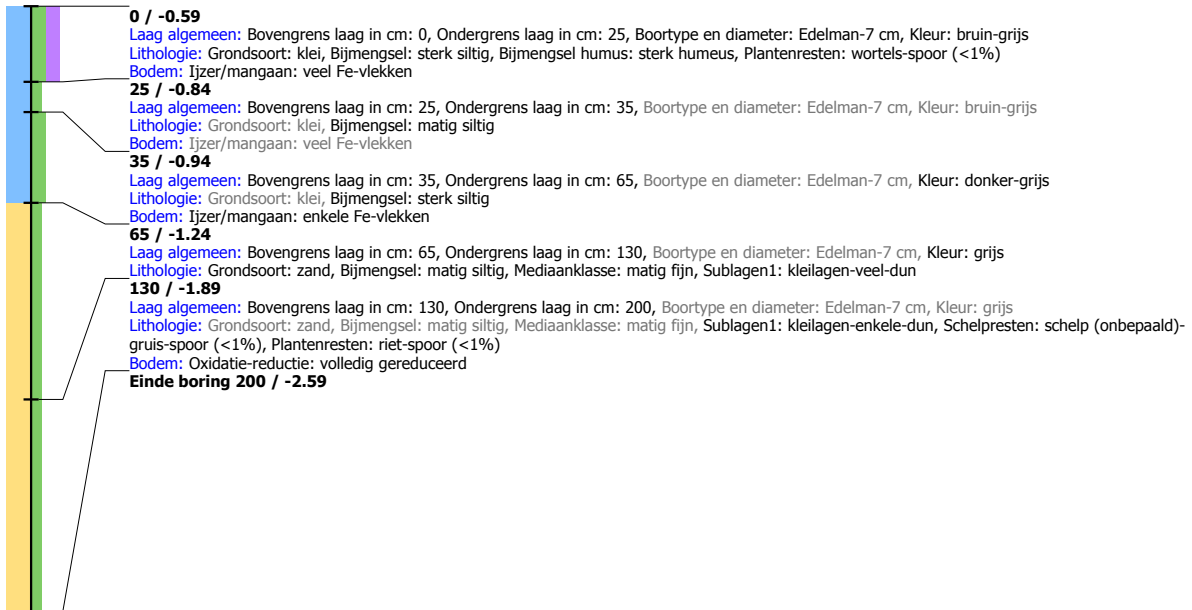 0 / -0.59
Laag algemeen: Bovengrens laag in cm: 0, Ondergrens laag in cm: 25, Boortype en diameter: Edelman-7 cm, Kleur: bruin-grijs
Lithologie: Grondsoort: klei, Bijmengsel: sterk siltig, Bijmengsel humus: sterk humeus, Plantenresten: wortels-spoor (<1%)
Bodem: Ijzer/mangaan: veel Fe-vlekken
25 / -0.84
Laag algemeen: Bovengrens laag in cm: 25, Ondergrens laag in cm: 35, Boortype en diameter: Edelman-7 cm, Kleur: bruin-grijs
Lithologie: Grondsoort: klei, Bijmengsel: matig siltig
Bodem: Ijzer/mangaan: veel Fe-vlekken
35 / -0.94
Laag algemeen: Bovengrens laag in cm: 35, Ondergrens laag in cm: 65, Boortype en diameter: Edelman-7 cm, Kleur: donker-grijs
Lithologie: Grondsoort: klei, Bijmengsel: sterk siltig
Bodem: Ijzer/mangaan: enkele Fe-vlekken
65 / -1.24
Laag algemeen: Bovengrens laag in cm: 65, Ondergrens laag in cm: 130, Boortype en diameter: Edelman-7 cm, Kleur: grijs
Lithologie: Grondsoort: zand, Bijmengsel: matig siltig, Mediaanklasse: matig fijn, Sublagen1: kleilagen-veel-dun
130 / -1.89
Laag algemeen: Bovengrens laag in cm: 130, Ondergrens laag in cm: 200, Boortype en diameter: Edelman-7 cm, Kleur: grijs
Lithologie: Grondsoort: zand, Bijmengsel: matig siltig, Mediaanklasse: matig fijn, Sublagen1: kleilagen-enkele-dun, Schelpresten: schelp (onbepaald)-
gruis-spoor (<1%), Plantenresten: riet-spoor (<1%)
Bodem: Oxidatie-reductie: volledig gereduceerd
Einde boring 200 / -2.59